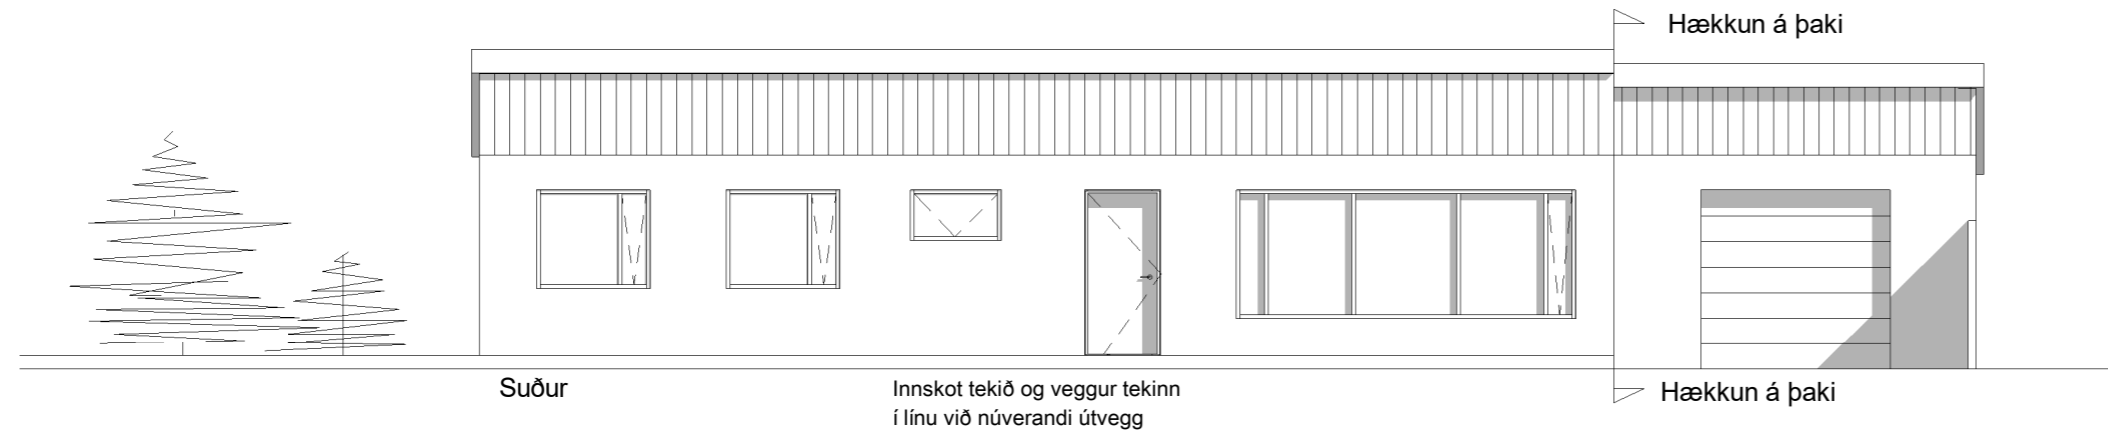 Hækkun á þaki
Suður
Innskot tekið og veggur tekinn
í línu við núverandi útvegg
Hækkun á þaki